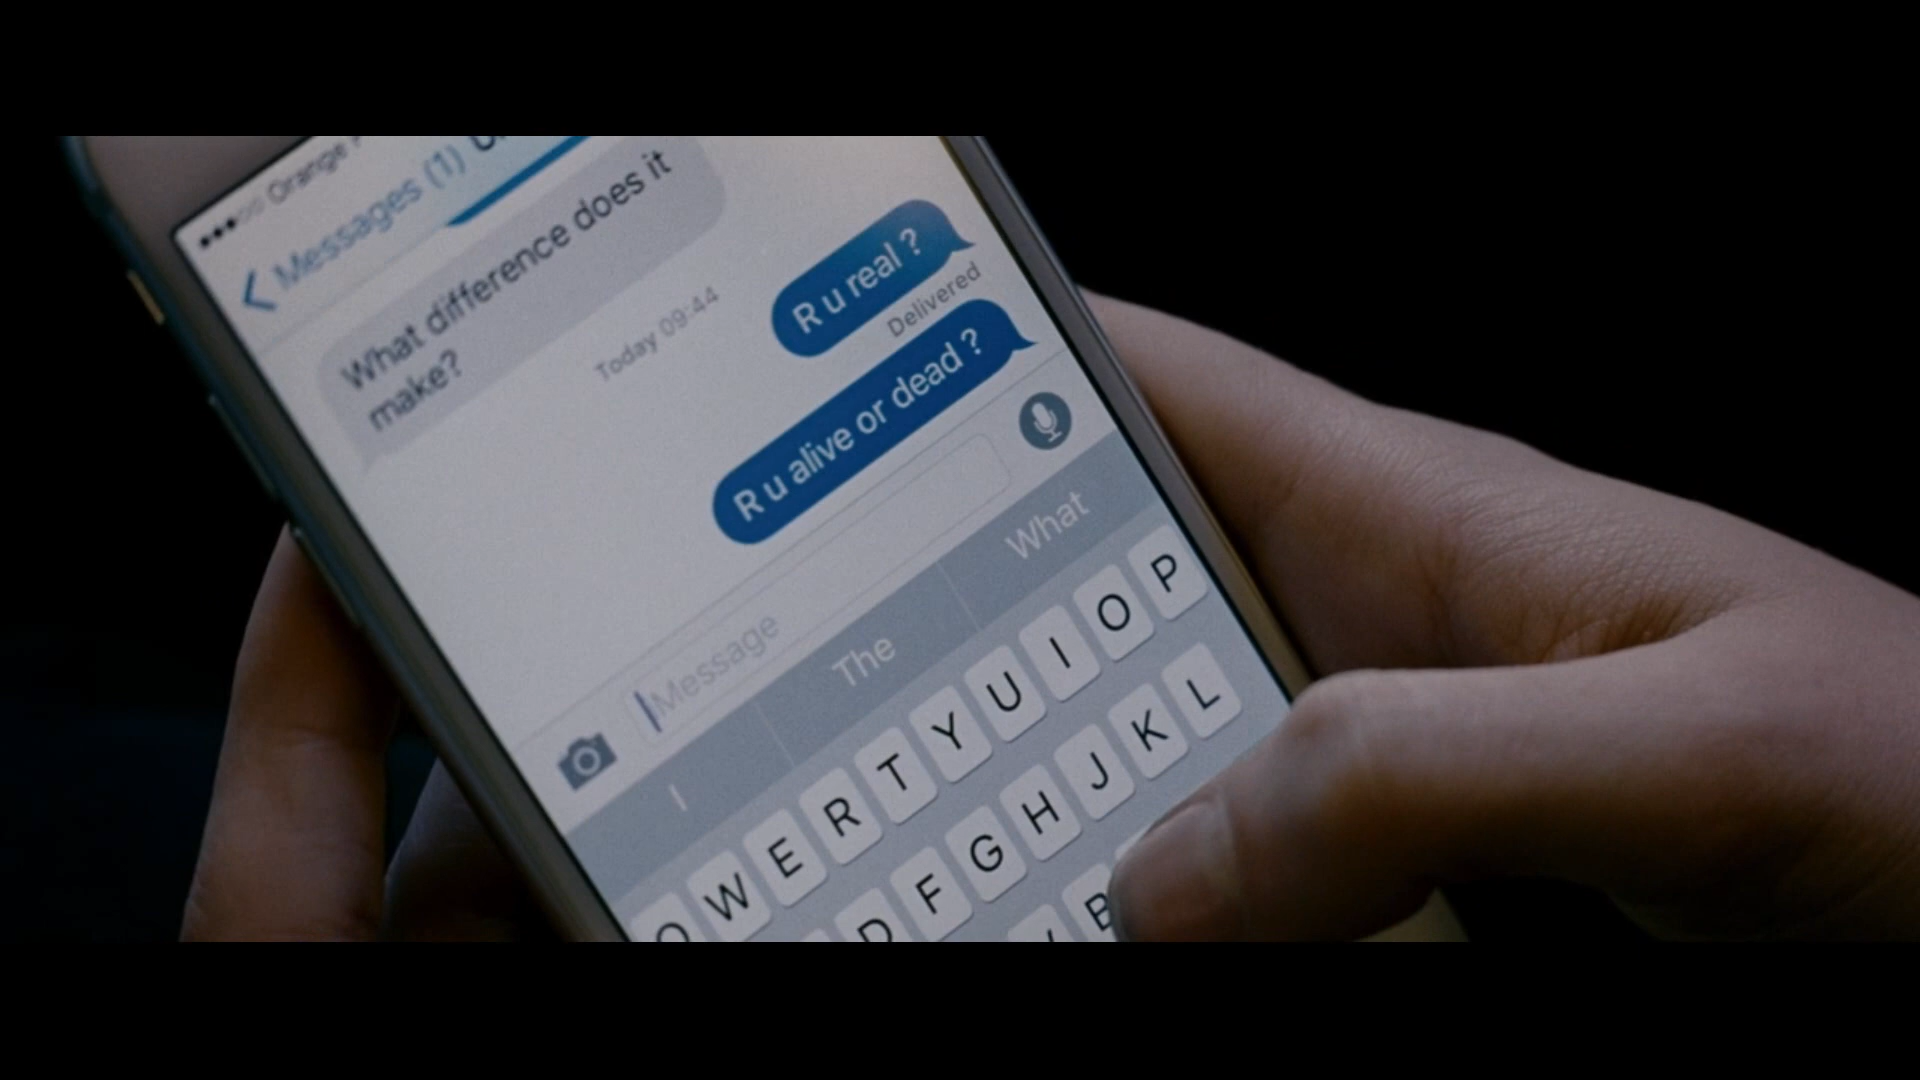 Orange
Messages (1)
What difference does it
make?
Today 09:44
R u real ?
Delivered
R u alive or dead ?
Message
I
The
What
Q W E R T Y U I O P
D F G H J K L
V B